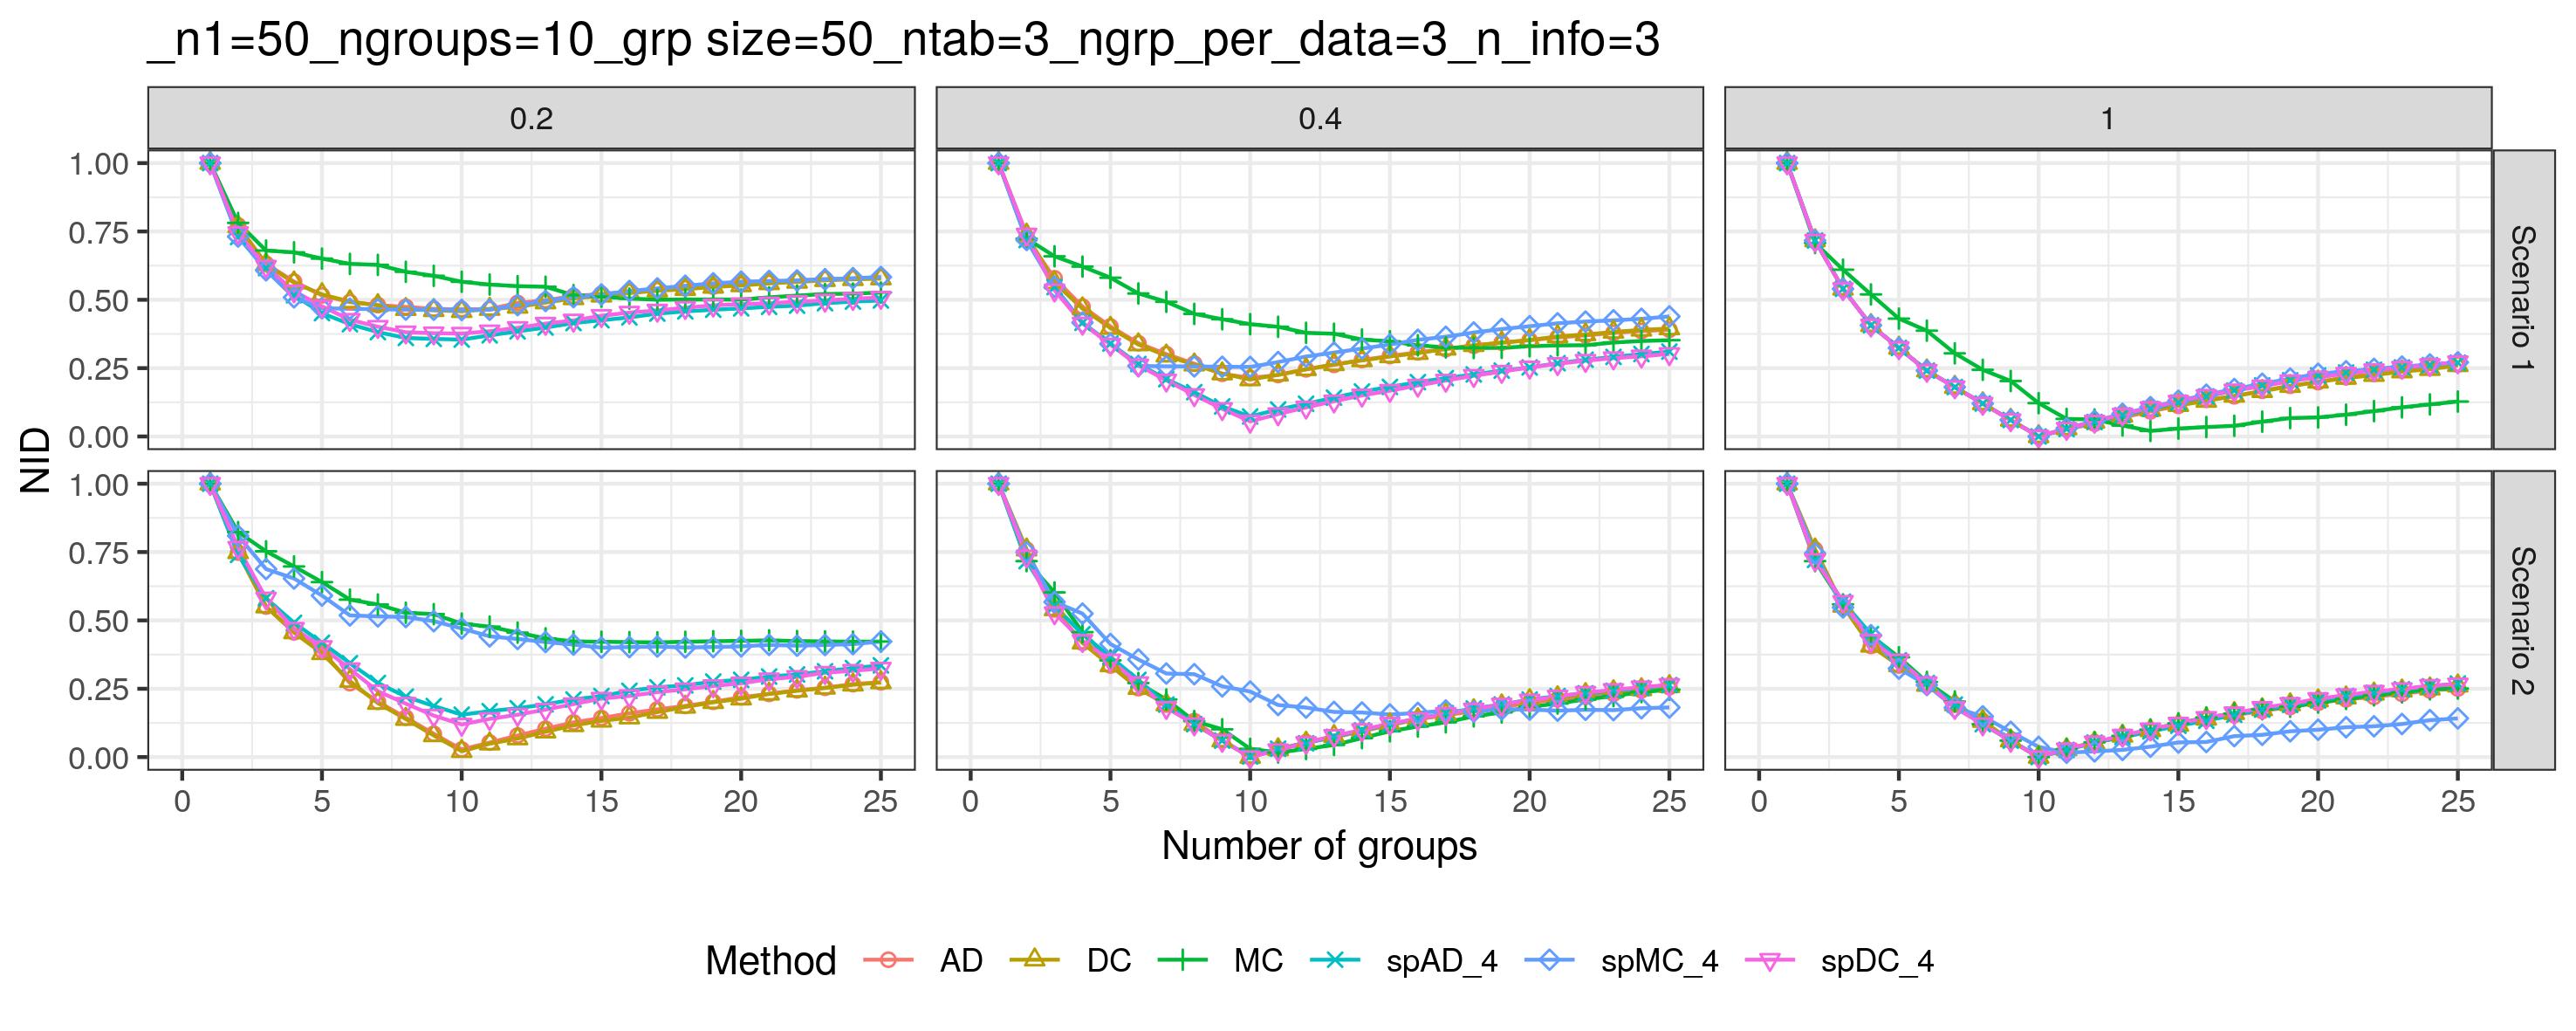 _n1=50_ngroups=10_grp size=50_ntab=3_ngrp_per_data=3_n_info=3
0.2 0.4 1
1.00
0.75
0.50
0.25
0.00
Scenario 1
NID
1.00
0.75
0.50
0.25
0.00
Scenario 2
0 5 10 15 20 25 0 5 10 15 20 25 0 5 10 15 20 25
Number of groups
Method AD DC MC spAD_4 spMC_4 spDC_4